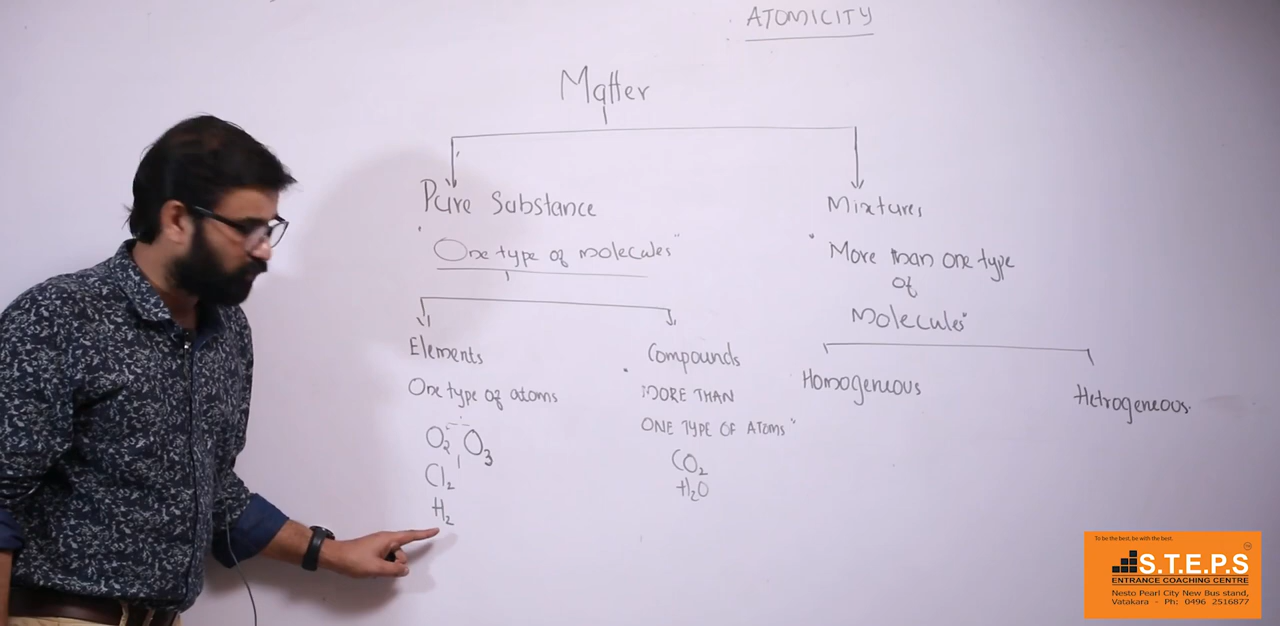 ATOMICITY
Matter
Pure Substance
"One type of molecules"
Mixtures
"More than one type
of
Molecules"
Elements
One type of atoms
O₂ O₃
Cl₂
H₂
Compounds
MORE THAN
ONE TYPE OF ATOMS"
CO₂
H₂O
Homogeneous
Hetrogeneous.
To be the best, be with the best.
S.T.E.P.S
ENTRANCE COACHING CENTRE
Nesto Pearl City New Bus stand,
Vatakara - Ph: 0496 2516877